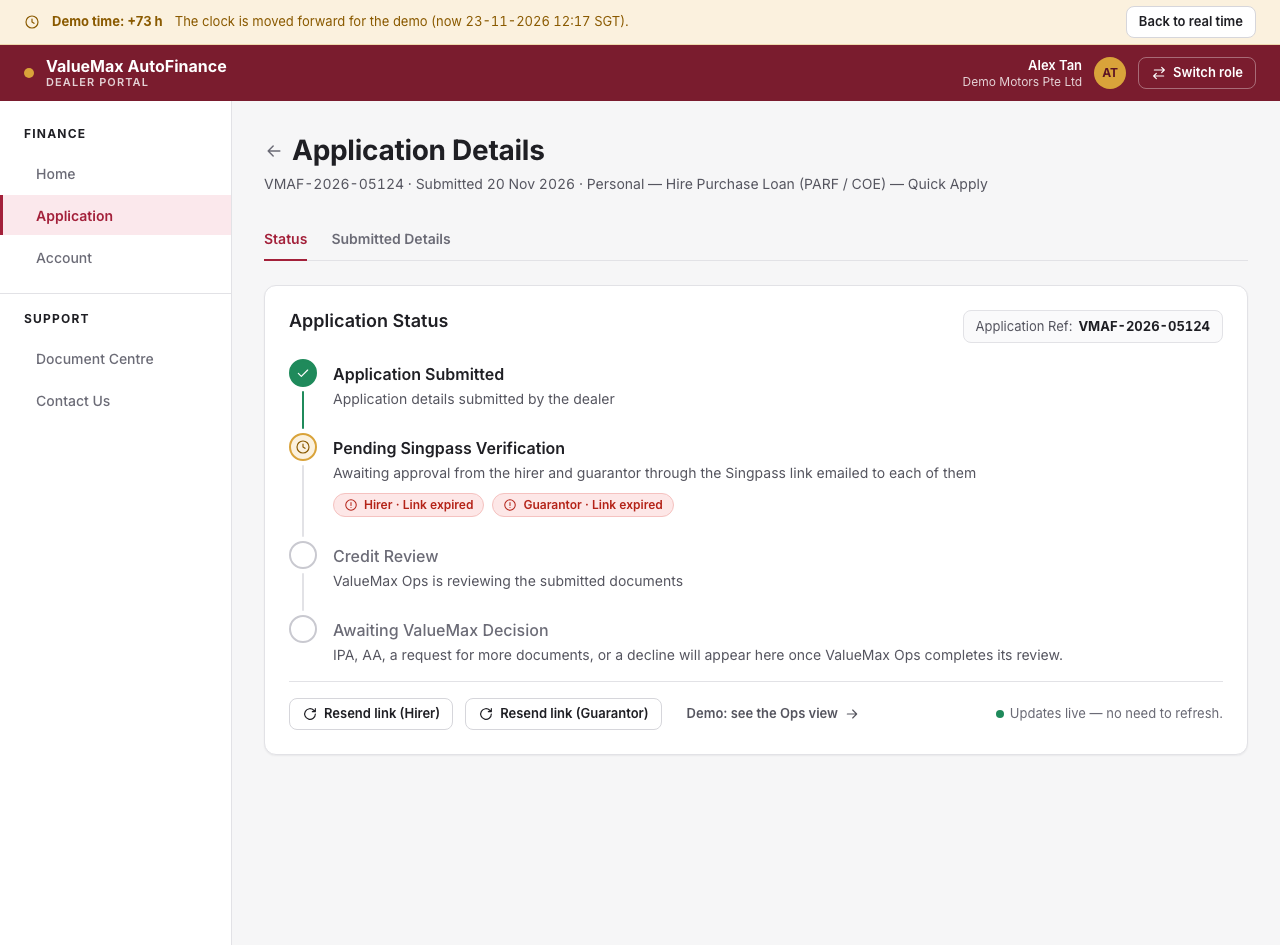 Demo time: +73 h The clock is moved forward for the demo (now 23-11-2026 12:17 SGT).
Back to real time
ValueMax AutoFinance
DEALER PORTAL
Alex Tan
Demo Motors Pte Ltd
AT
Switch role
FINANCE
Home
Application
Account
SUPPORT
Document Centre
Contact Us
Application Details
VMAF-2026-05124 · Submitted 20 Nov 2026 · Personal — Hire Purchase Loan (PARF / COE) — Quick Apply
Status
Submitted Details
Application Status
Application Ref: VMAF-2026-05124
Application Submitted
Application details submitted by the dealer
Pending Singpass Verification
Awaiting approval from the hirer and guarantor through the Singpass link emailed to each of them
Hirer · Link expired
Guarantor · Link expired
Credit Review
ValueMax Ops is reviewing the submitted documents
Awaiting ValueMax Decision
IPA, AA, a request for more documents, or a decline will appear here once ValueMax Ops completes its review.
Resend link (Hirer)
Resend link (Guarantor)
Demo: see the Ops view →
Updates live — no need to refresh.